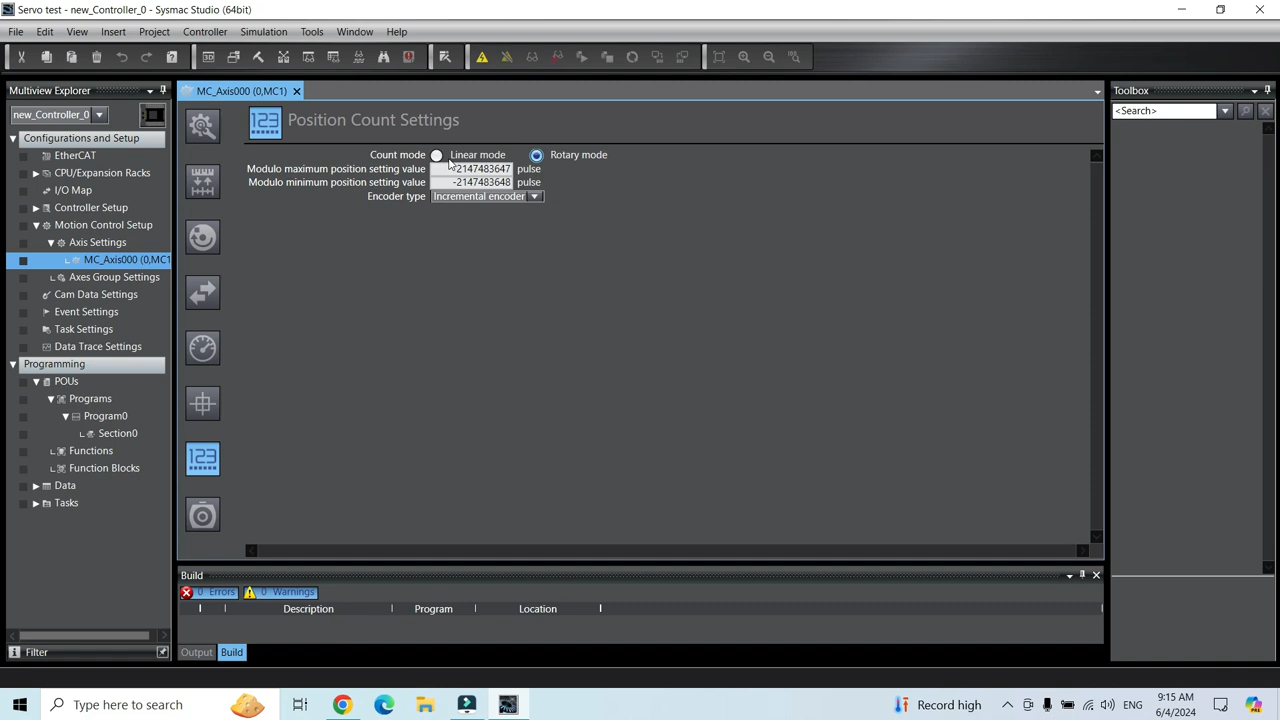 Servo test - new_Controller_0 - Sysmac Studio (64bit)
File Edit View Insert Project Controller Simulation Tools Window Help
Multiview Explorer
new_Controller_0
Configurations and Setup
EtherCAT
CPU/Expansion Racks
I/O Map
Controller Setup
Motion Control Setup
Axis Settings
MC_Axis000 (0,MC1
Axes Group Settings
Cam Data Settings
Event Settings
Task Settings
Data Trace Settings
Programming
POUs
Programs
Program0
Section0
Functions
Function Blocks
Data
Tasks
Filter
MC_Axis000 (0,MC1)
123 Position Count Settings
Count mode Linear mode Rotary mode
Modulo maximum position setting value 2147483647 pulse
Modulo minimum position setting value -2147483648 pulse
Encoder type Incremental encoder
123
Build
0 Errors 0 Warnings
Description Program Location
Output Build
Toolbox
<Search>
Type here to search
Record high
ENG
9:15 AM
6/4/2024